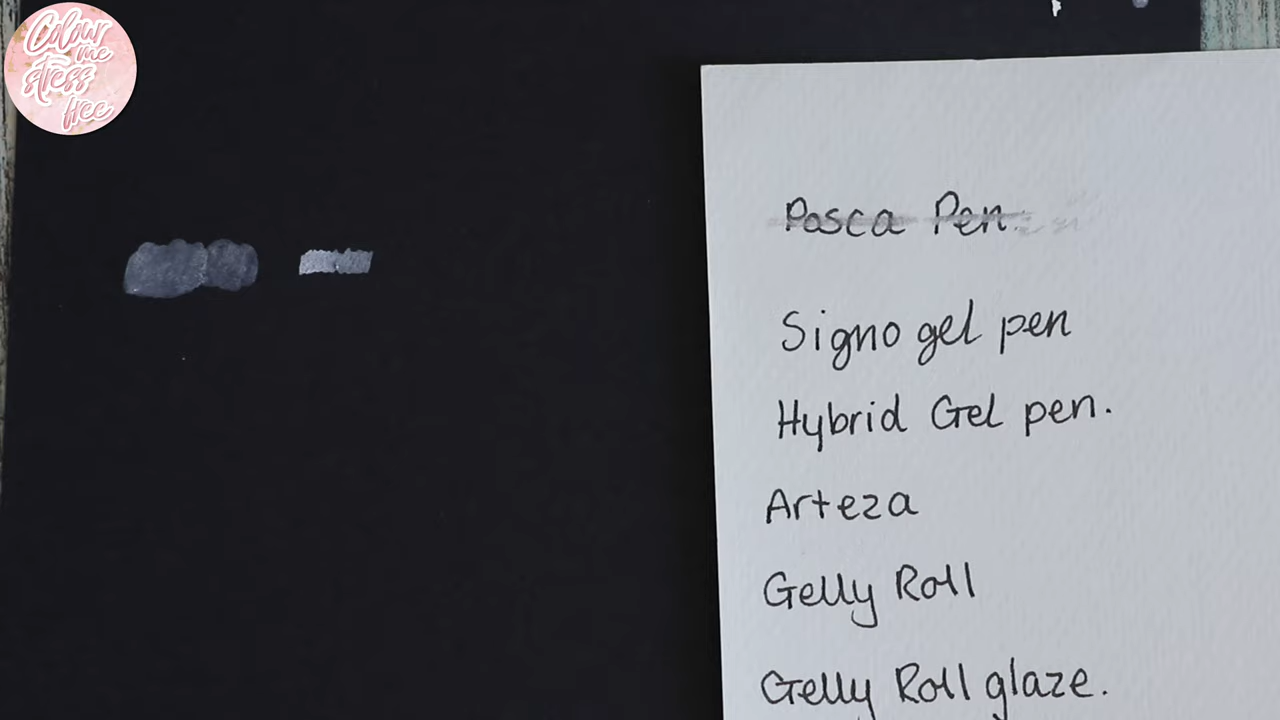 Colour
me
stress
free
Posca Pen.
Signo gel pen
Hybrid Gel pen.
Arteza
Gelly Roll
Gelly Roll glaze.